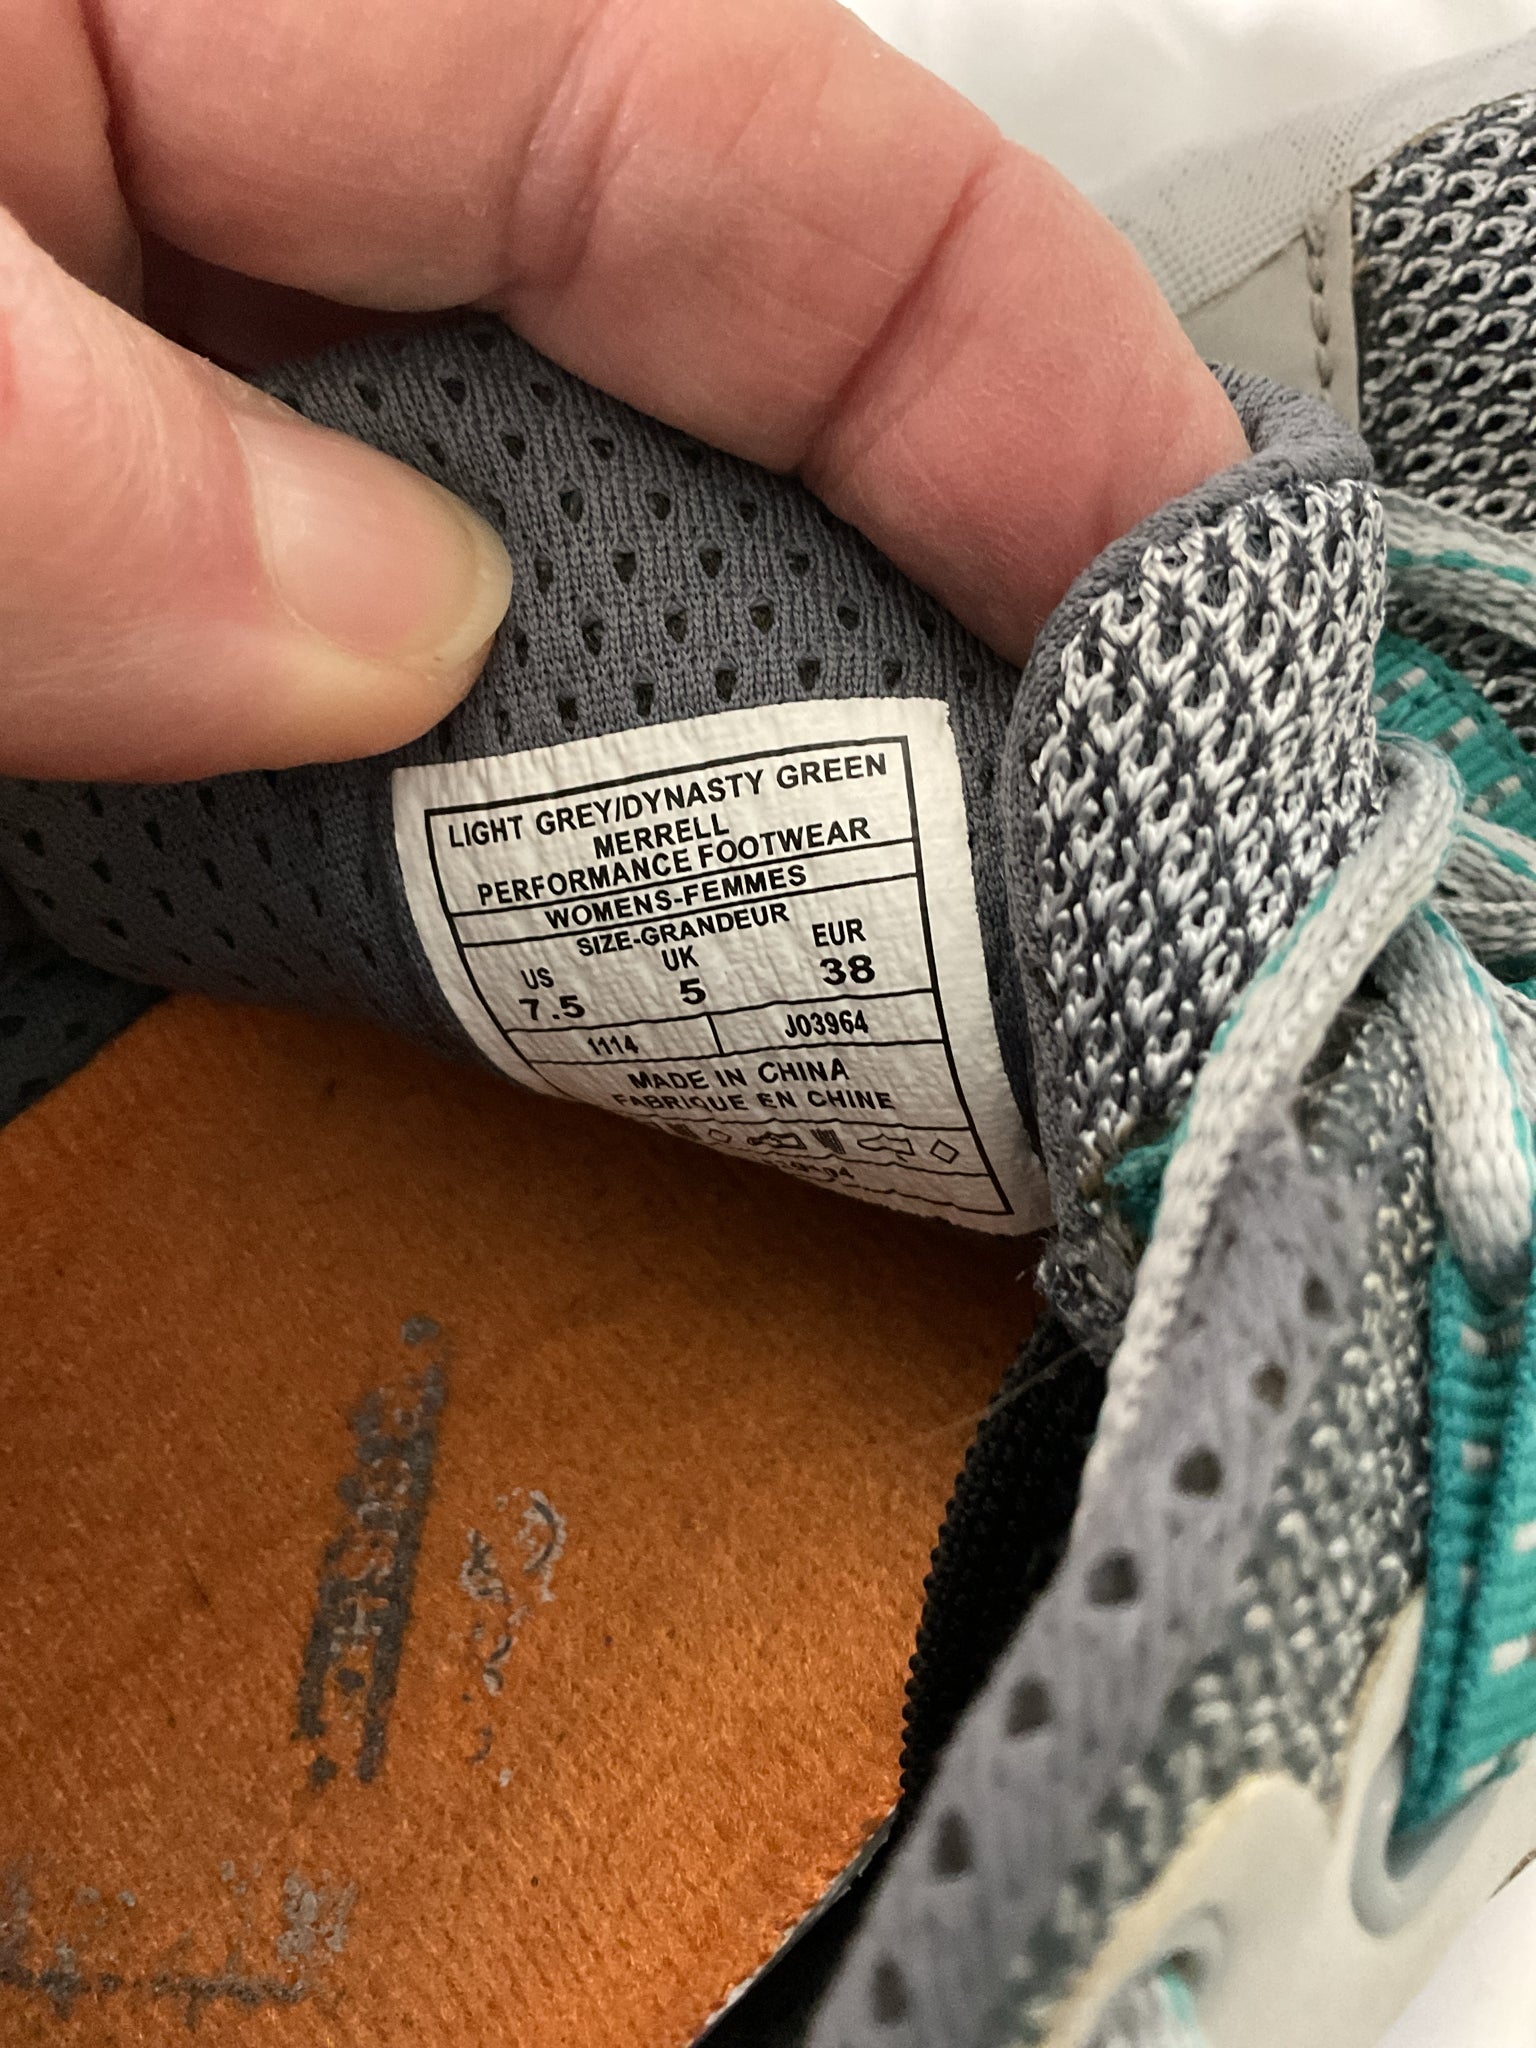 LIGHT GREY/DYNASTY GREEN
MERRELL
PERFORMANCE FOOTWEAR
WOMENS-FEMMES
SIZE-GRANDEUR
US UK EUR
7.5 5 38
1114 J03964
MADE IN CHINA
FABRIQUE EN CHINE